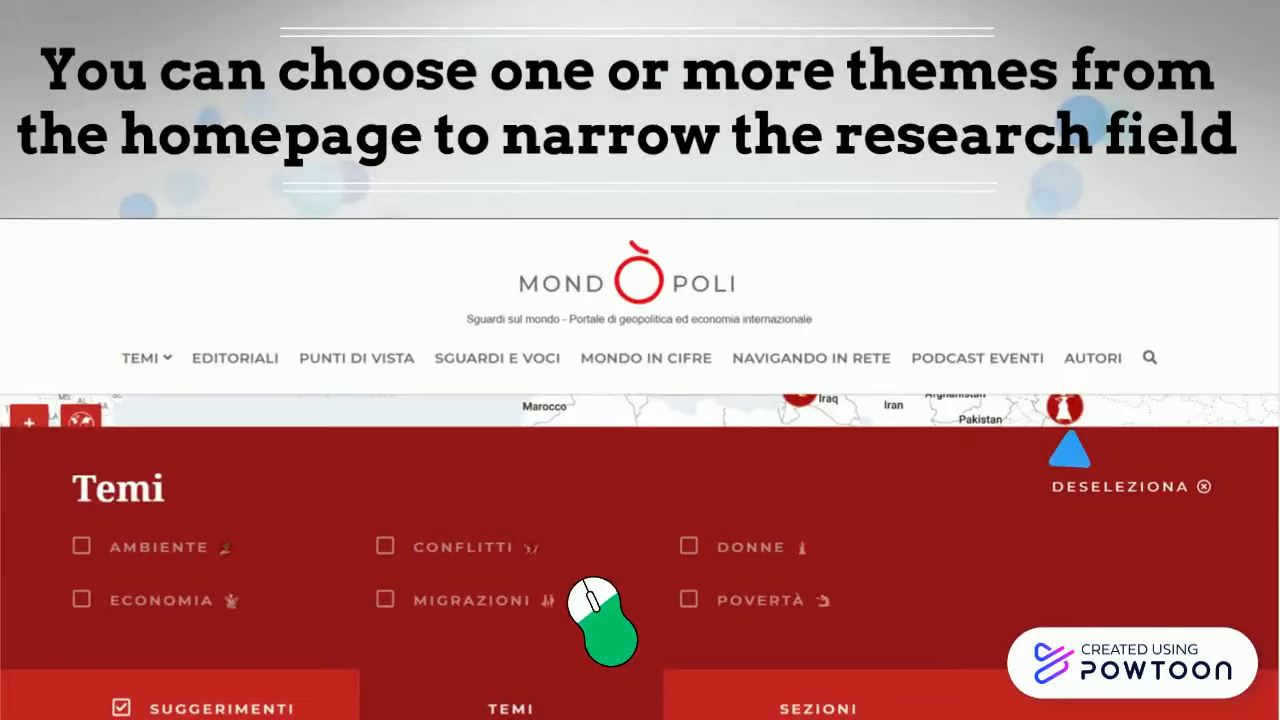 You can choose one or more themes from
the homepage to narrow the research field
MONDÒPOLI
Sguardi sul mondo - Portale di geopolitica ed economia internazionale
TEMI EDITORIALI PUNTI DI VISTA SGUARDI E VOCI MONDO IN CIFRE NAVIGANDO IN RETE PODCAST EVENTI AUTORI
Marocco Iraq Iran Afghanistan Pakistan
Temi
DESELEZIONA
AMBIENTE CONFLITTI DONNE
ECONOMIA MIGRAZIONI POVERTÀ
CREATED USING
POWTOON
SUGGERIMENTI TEMI SEZIONI